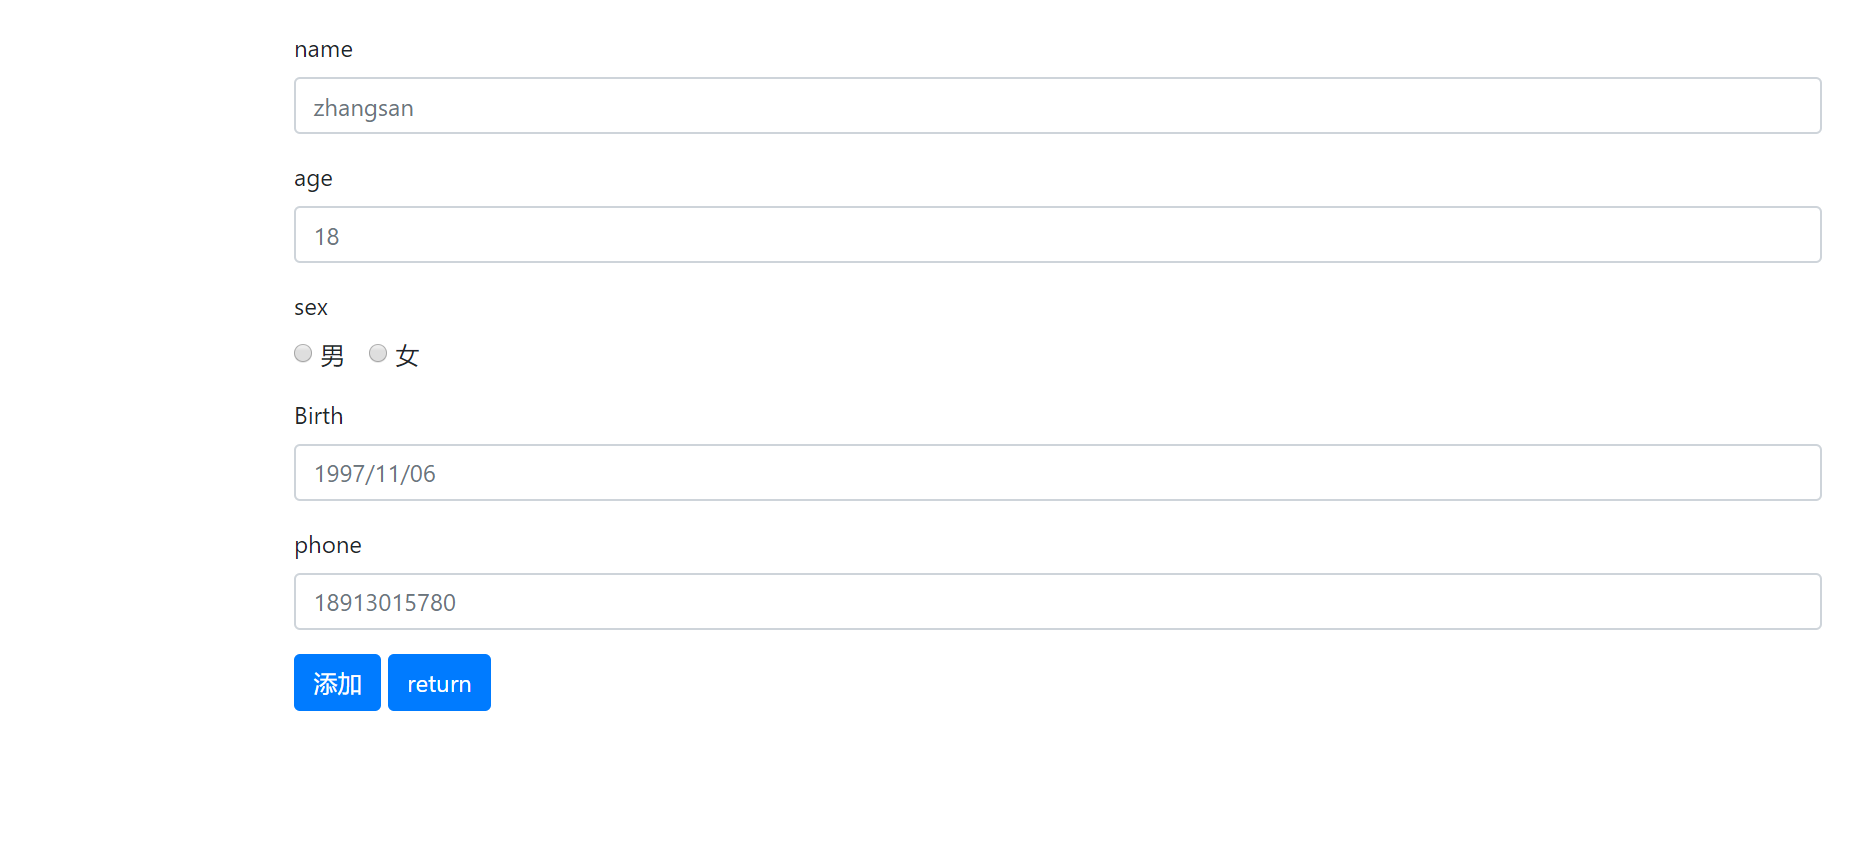 name
zhangsan
age
18
sex
男 女
Birth
1997/11/06
phone
18913015780
添加 return